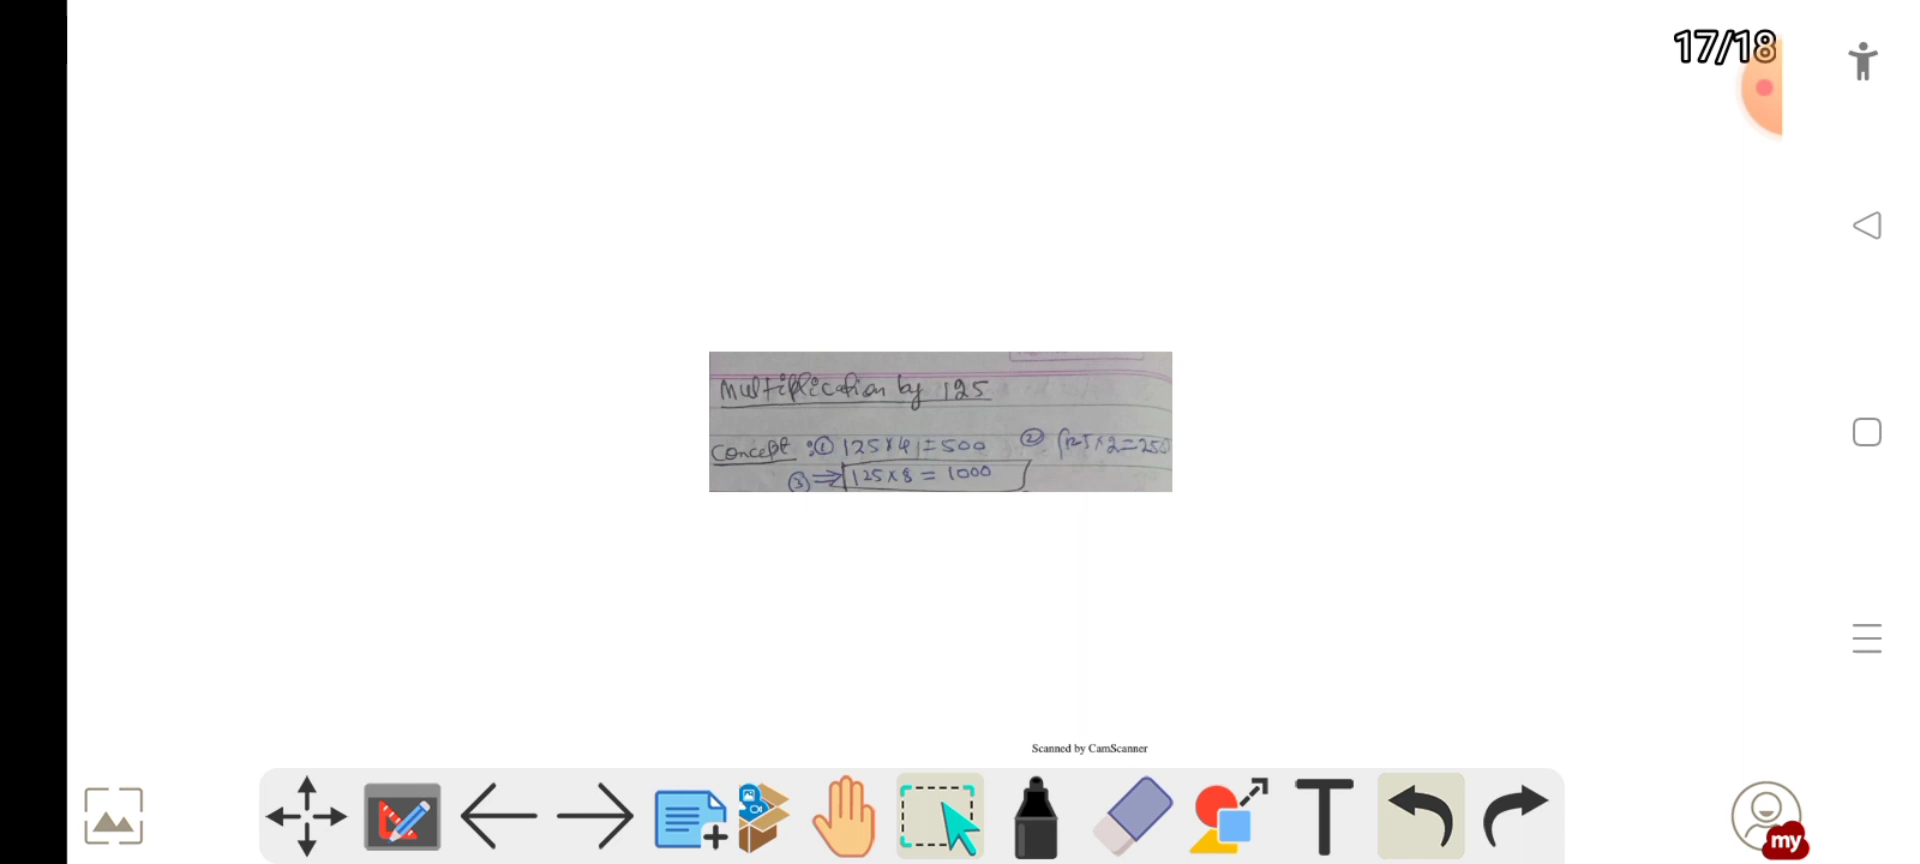 17/18
Multiplication by 125
Concept :① 125×4=500 ② 125×2=250
③ ⇒ 125×8 = 1000
Scanned by CamScanner
my